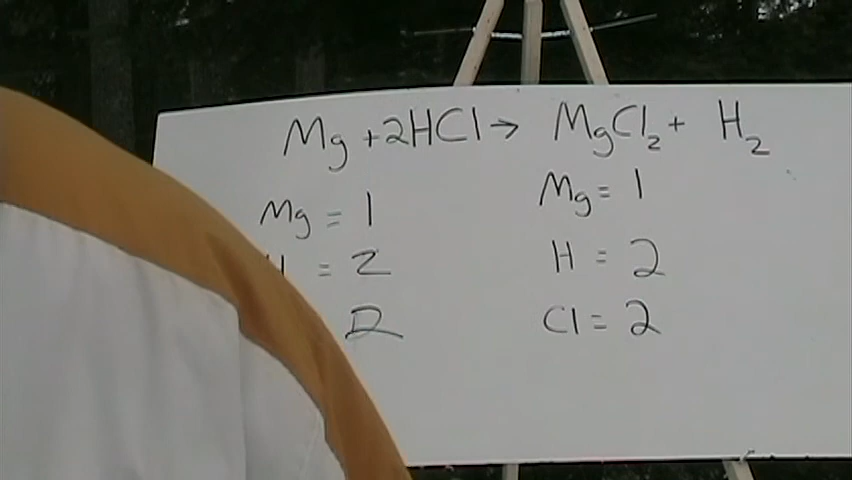 Mg + 2HCl → MgCl₂ + H₂
Mg = 1 Mg = 1
H = 2 H = 2
2 Cl = 2